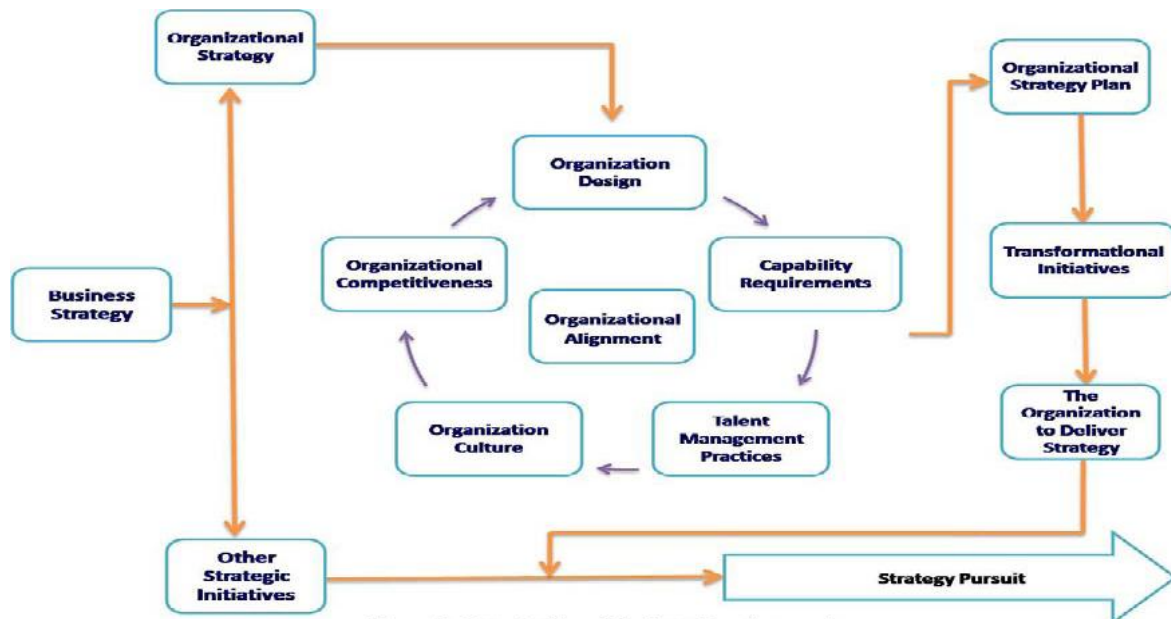 Organizational
Strategy
Organizational
Strategy Plan
Organization
Design
Organizational
Competitiveness
Capability
Requirements
Transformational
Initiatives
Business
Strategy
Organizational
Alignment
Organization
Culture
Talent
Management
Practices
The
Organization
to Deliver
Strategy
Other
Strategic
Initiatives
Strategy Pursuit